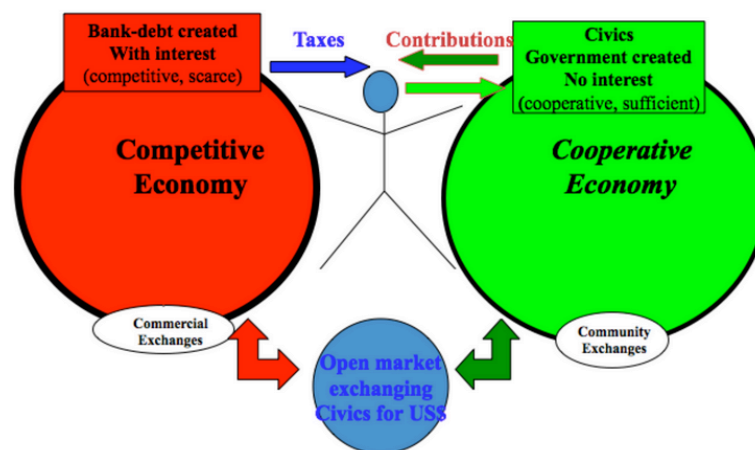 Bank-debt created
With interest
(competitive, scarce)
Taxes
Contributions
Civics
Government created
No interest
(cooperative, sufficient)
Competitive
Economy
Cooperative
Economy
Commercial
Exchanges
Community
Exchanges
Open market
exchanging
Civics for US$